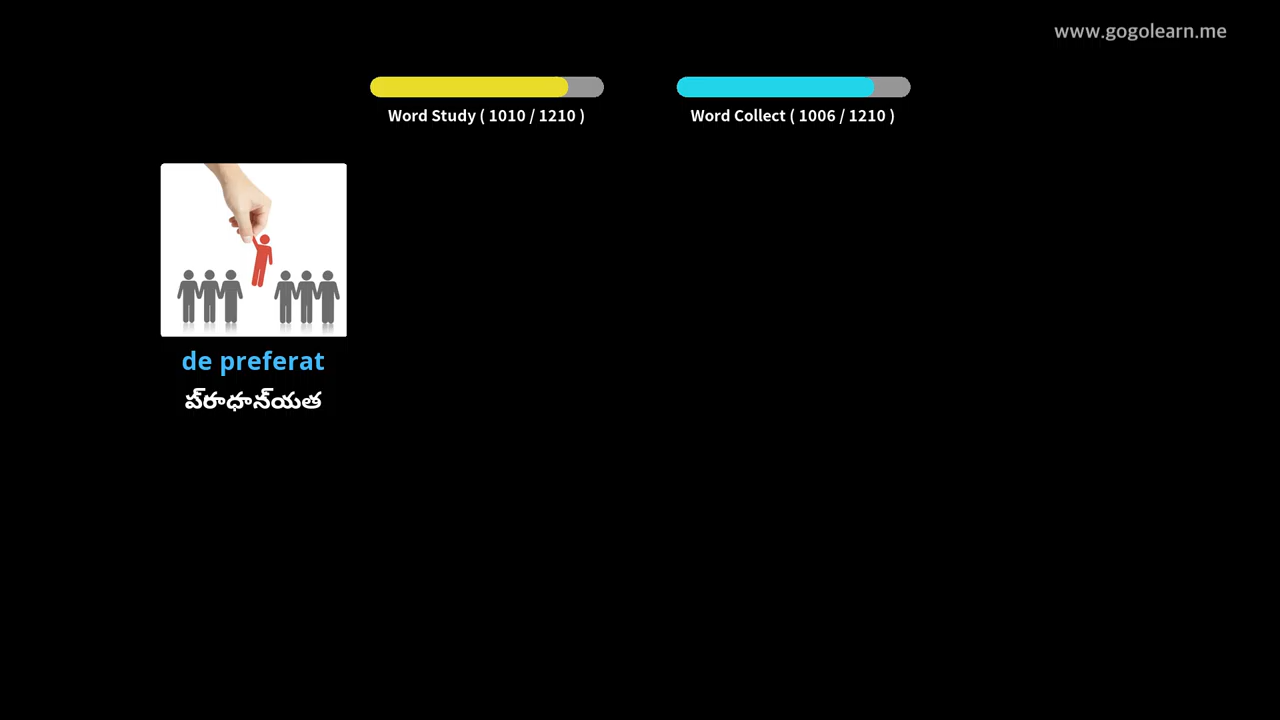 www.gogolearn.me
Word Study ( 1010 / 1210 )
Word Collect ( 1006 / 1210 )
de preferat
ప్రాధాన్యత